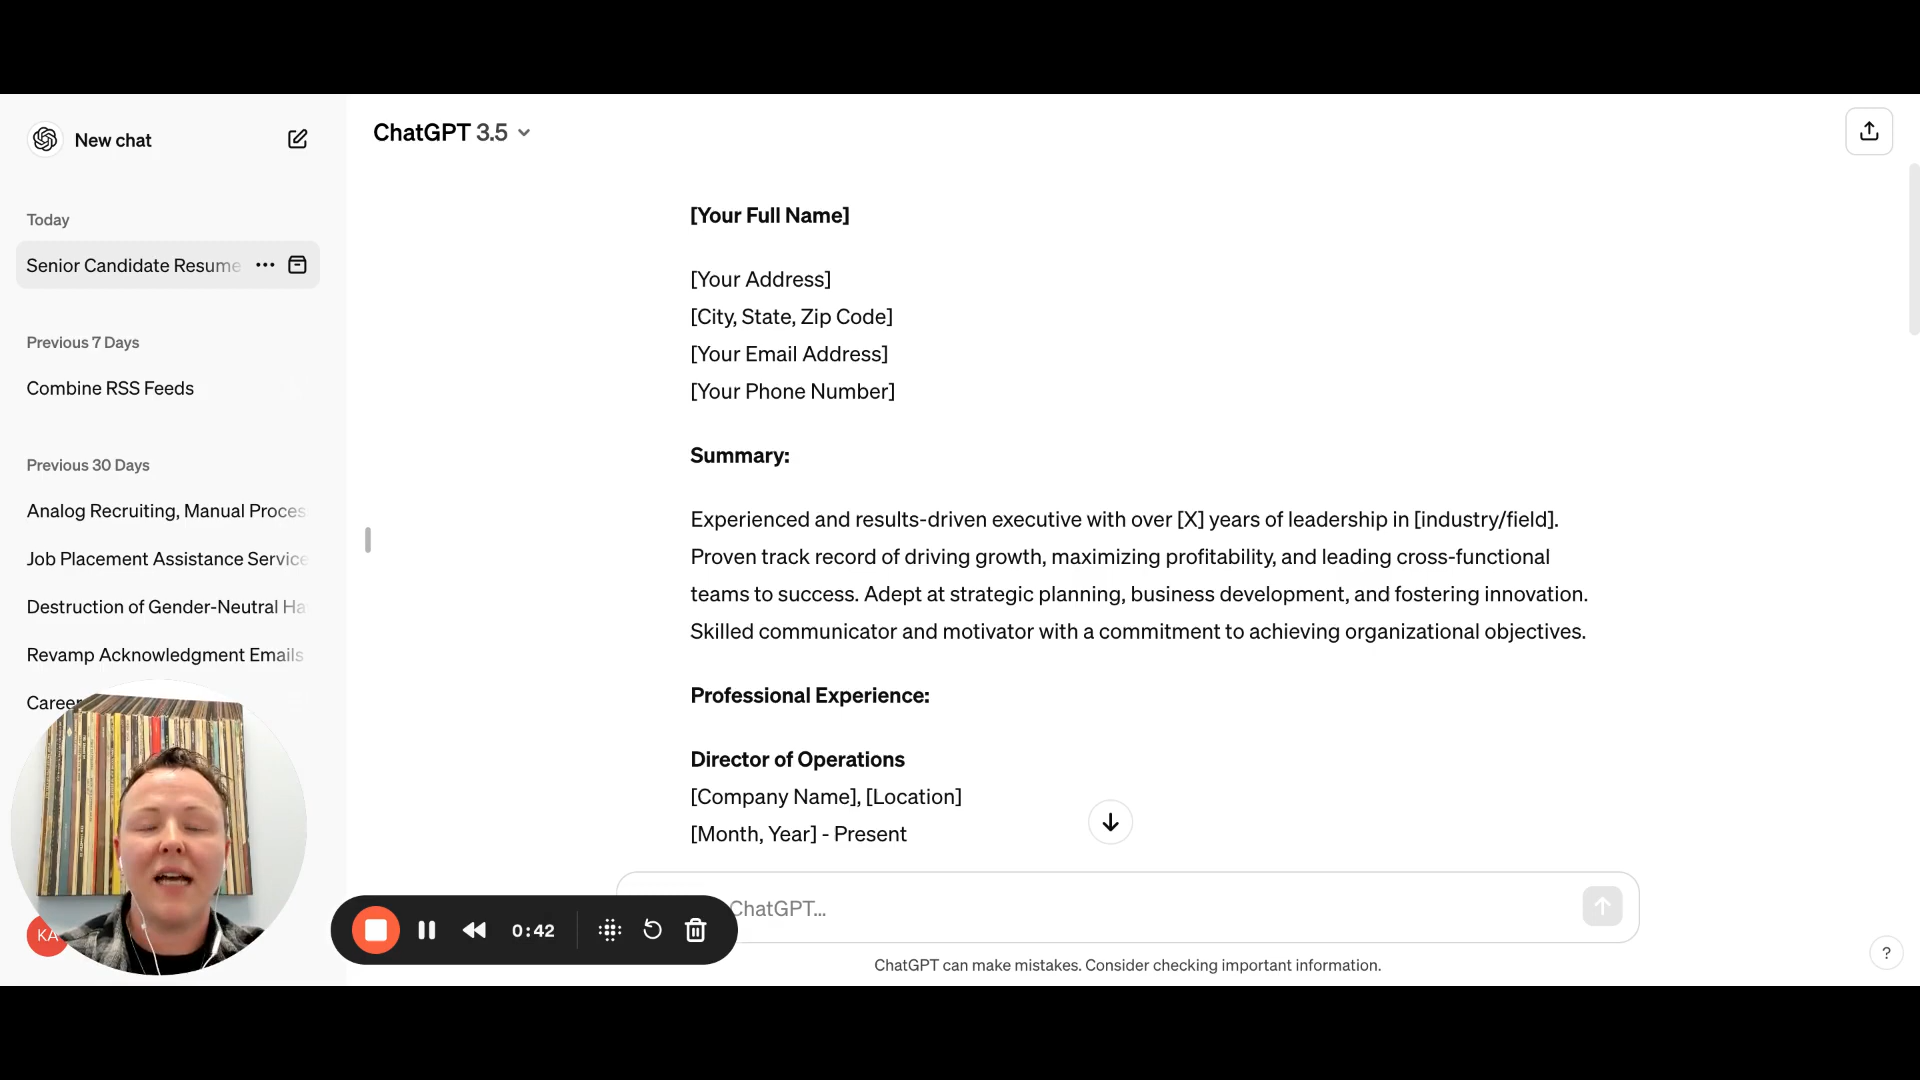 New chat
Today
Senior Candidate Resume
Previous 7 Days
Combine RSS Feeds
Previous 30 Days
Analog Recruiting, Manual Proces
Job Placement Assistance Service
Destruction of Gender-Neutral Ha
Revamp Acknowledgment Emails
Career
KA
ChatGPT 3.5
[Your Full Name]
[Your Address]
[City, State, Zip Code]
[Your Email Address]
[Your Phone Number]
Summary:
Experienced and results-driven executive with over [X] years of leadership in [industry/field].
Proven track record of driving growth, maximizing profitability, and leading cross-functional
teams to success. Adept at strategic planning, business development, and fostering innovation.
Skilled communicator and motivator with a commitment to achieving organizational objectives.
Professional Experience:
Director of Operations
[Company Name], [Location]
[Month, Year] - Present
ChatGPT...
0:42
ChatGPT can make mistakes. Consider checking important information.
?